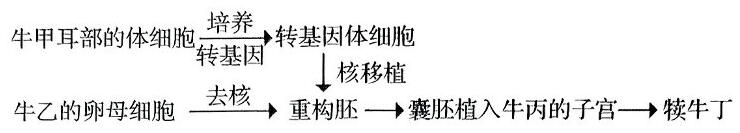 培养
牛甲耳部的体细胞 转基因体细胞
转基因
核移植
去核
牛乙的卵母细胞 重构胚 囊胚植入牛丙的子宫 犊牛丁